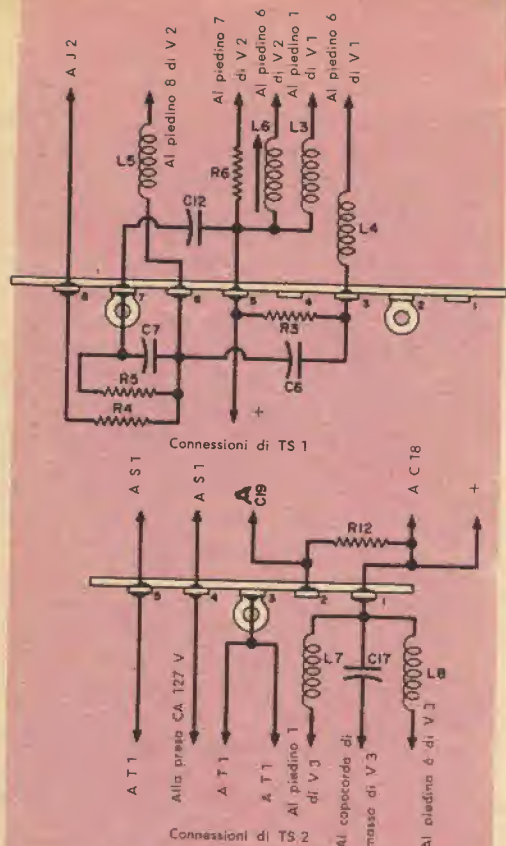 A J 2
Al piedino 8 di V 2
Al piedino 7
di V 2
Al piedino 6
di V 2
Al piedino 1
di V 1
Al piedino 6
di V 1
L5
C12
R6
L6
L3
L4
8
7
6
5
4
3
2
1
C7
R5
R4
R3
C6
+
Connessioni di TS 1
A S 1
A S 1
A
C19
A C 18
+
R12
5
4
3
2
1
L7
C17
L8
A T 1
Alla presa CA 127 V
A T 1
A T 1
Al piedino 1
di V 3
Al capocorda di
massa di V 3
Al piedino 6 di V 3
Connessioni di TS 2